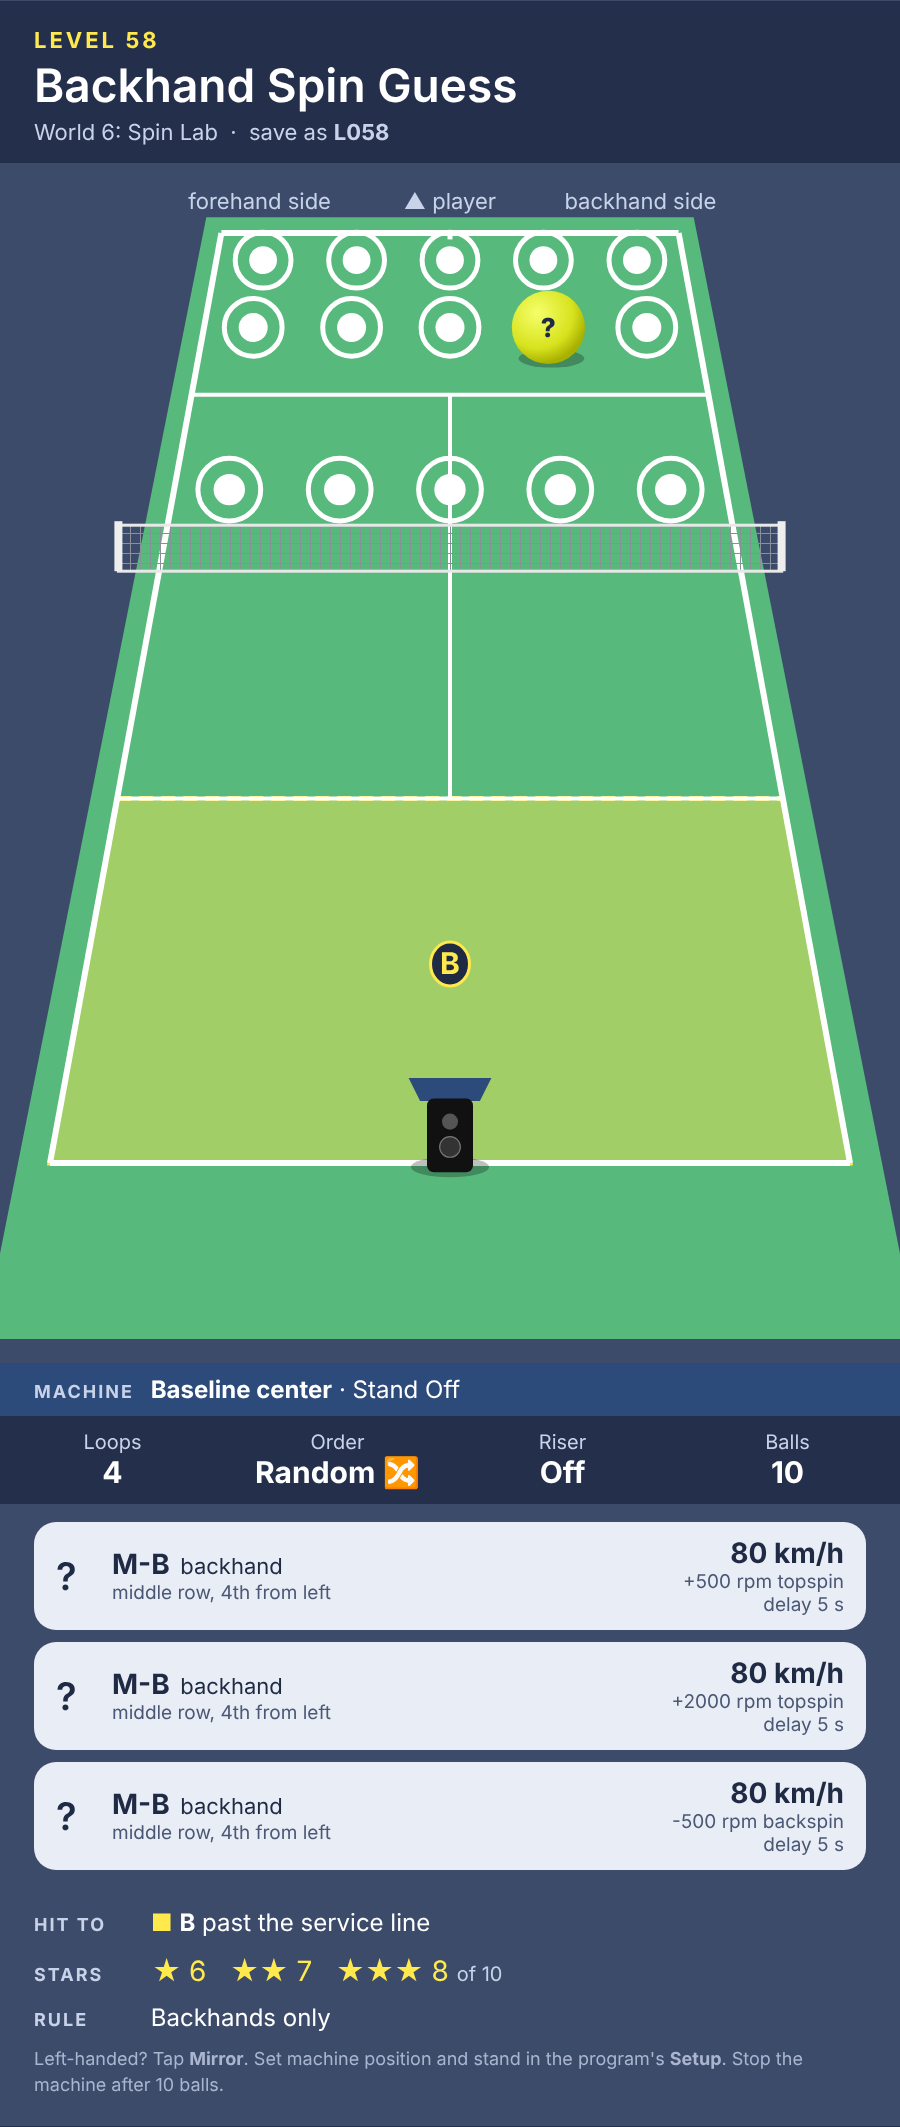 LEVEL 58
Backhand Spin Guess
World 6: Spin Lab · save as L058
forehand side ▲ player backhand side
?
B
MACHINE Baseline center · Stand Off
Loops Order Riser Balls
4 Random 🔀 Off 10
? M-B backhand 80 km/h
middle row, 4th from left +500 rpm topspin
delay 5 s
? M-B backhand 80 km/h
middle row, 4th from left +2000 rpm topspin
delay 5 s
? M-B backhand 80 km/h
middle row, 4th from left -500 rpm backspin
delay 5 s
HIT TO B past the service line
STARS ★ 6 ★★ 7 ★★★ 8 of 10
RULE Backhands only
Left-handed? Tap Mirror. Set machine position and stand in the program's Setup. Stop the
machine after 10 balls.